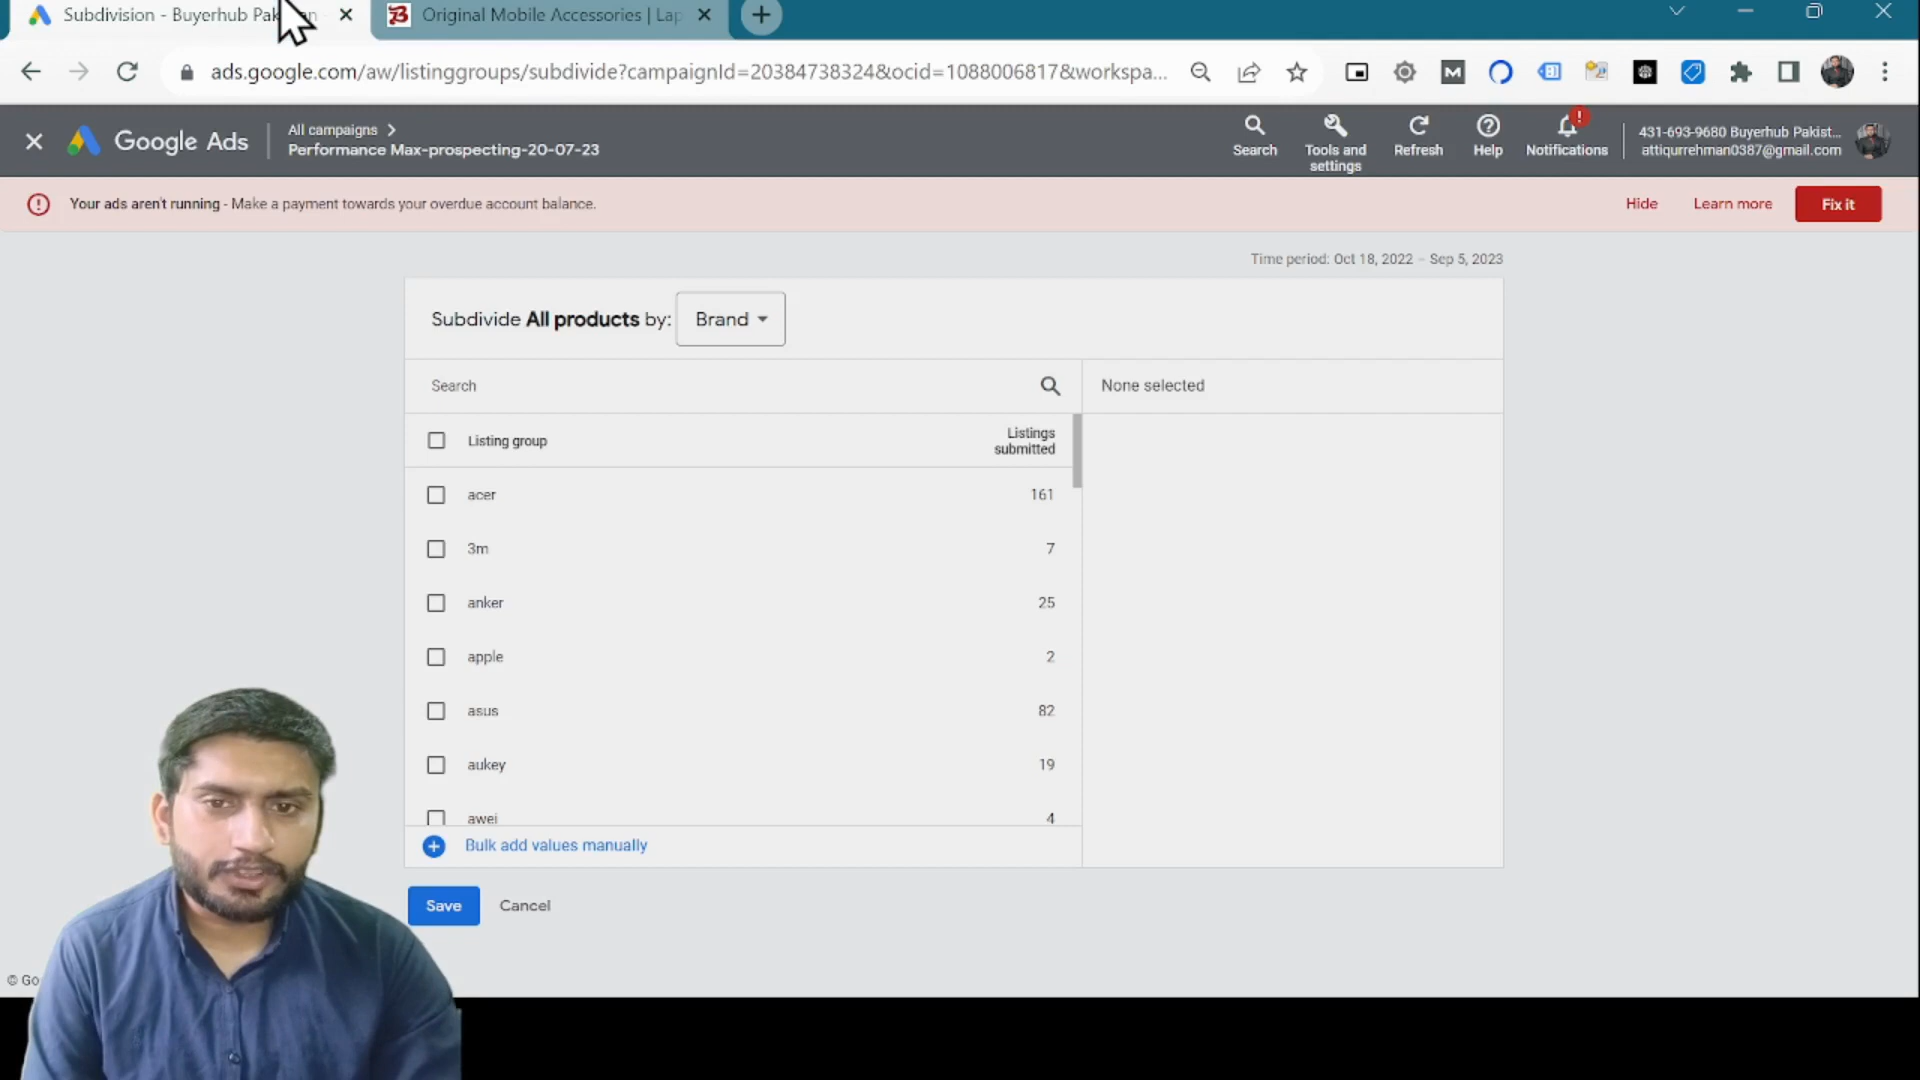 Subdivision - Buyerhub Pak
Original Mobile Accessories | Lap
ads.google.com/aw/listinggroups/subdivide?campaignId=20384738324&ocid=1088006817&workspa...
Google Ads
All campaigns
Performance Max-prospecting-20-07-23
Search
Tools and settings
Refresh
Help
Notifications
431-693-9680 Buyerhub Pakist...
attiqurrehman0387@gmail.com
Your ads aren't running - Make a payment towards your overdue account balance.
Hide
Learn more
Fix it
Time period: Oct 18, 2022 – Sep 5, 2023
Subdivide All products by: Brand
Search
None selected
Listing group
Listings submitted
acer 161
3m 7
anker 25
apple 2
asus 82
aukey 19
awei 4
Bulk add values manually
Save
Cancel
© Go